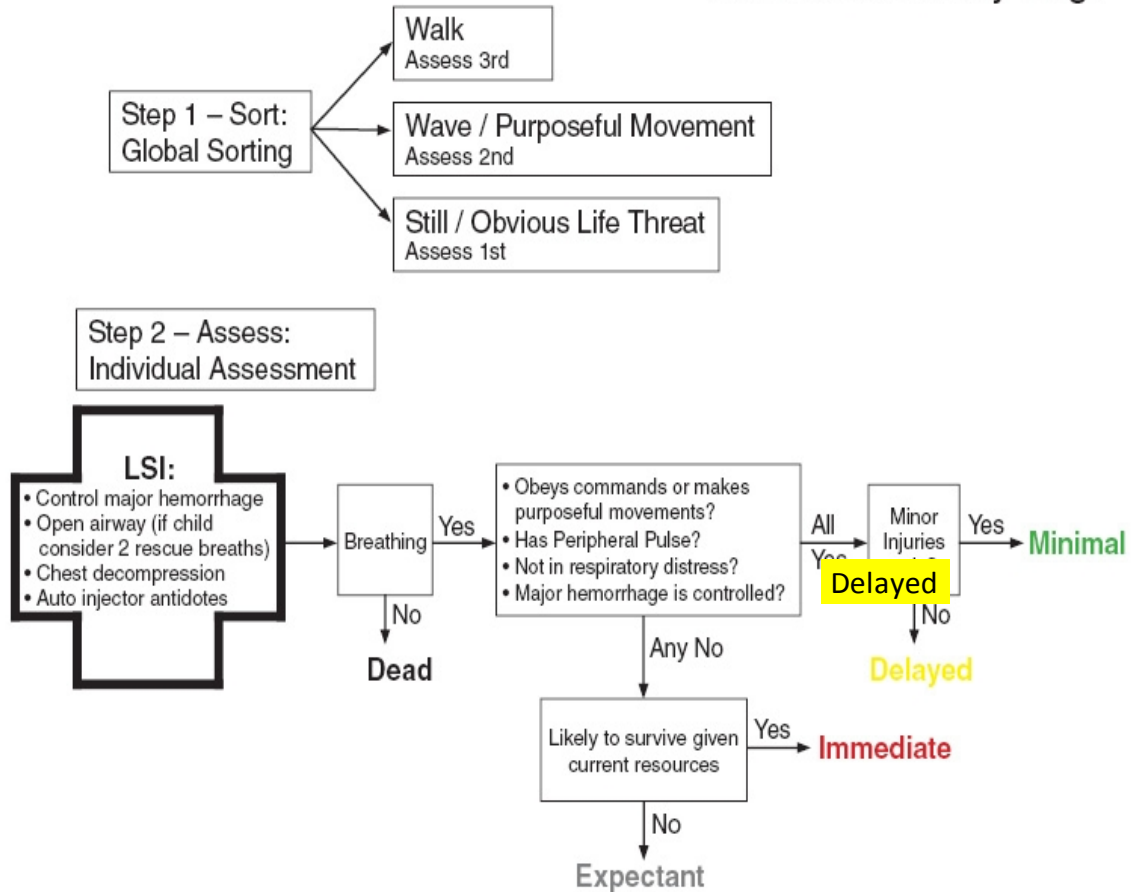 Walk
Assess 3rd
Step 1 – Sort:
Global Sorting
Wave / Purposeful Movement
Assess 2nd
Still / Obvious Life Threat
Assess 1st
Step 2 – Assess:
Individual Assessment
LSI:
• Control major hemorrhage
• Open airway (if child
consider 2 rescue breaths)
• Chest decompression
• Auto injector antidotes
Breathing
Yes
No
Dead
• Obeys commands or makes
purposeful movements?
• Has Peripheral Pulse?
• Not in respiratory distress?
• Major hemorrhage is controlled?
All
Yes
Minor
Injuries
Delayed
Yes
Minimal
No
Delayed
Any No
Likely to survive given
current resources
Yes
Immediate
No
Expectant